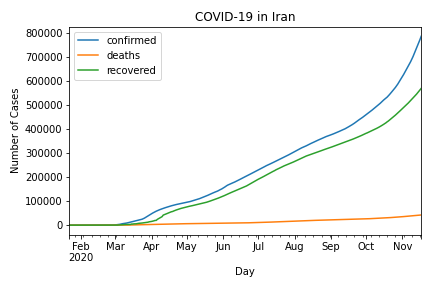 COVID-19 in Iran
confirmed
deaths
recovered
Number of Cases
800000
700000
600000
500000
400000
300000
200000
100000
0
Feb Mar Apr May Jun Jul Aug Sep Oct Nov
2020
Day